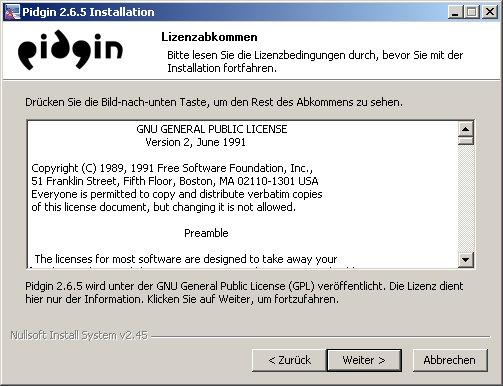 Pidgin 2.6.5 Installation
pidgin
Lizenzabkommen
Bitte lesen Sie die Lizenzbedingungen durch, bevor Sie mit der
Installation fortfahren.
Drücken Sie die Bild-nach-unten Taste, um den Rest des Abkommens zu sehen.
GNU GENERAL PUBLIC LICENSE
Version 2, June 1991
Copyright (C) 1989, 1991 Free Software Foundation, Inc.,
51 Franklin Street, Fifth Floor, Boston, MA 02110-1301 USA
Everyone is permitted to copy and distribute verbatim copies
of this license document, but changing it is not allowed.
Preamble
The licenses for most software are designed to take away your
Pidgin 2.6.5 wird unter der GNU General Public License (GPL) veröffentlicht. Die Lizenz dient
hier nur der Information. Klicken Sie auf Weiter, um fortzufahren.
Nullsoft Install System v2.45
< Zurück
Weiter >
Abbrechen